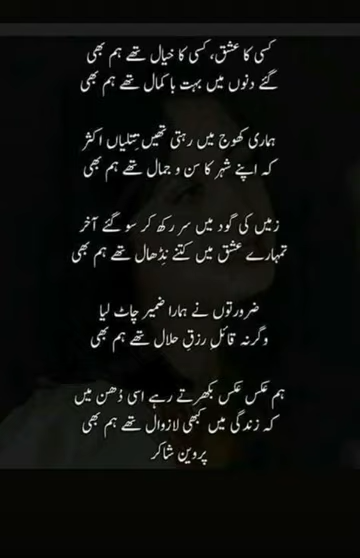 کسی کا عشق، کسی کا خیال تھے ہم بھی
گئے دنوں میں بہت باکمال تھے ہم بھی
ہماری کھوج میں رہتی تھیں تتلیاں اکثر
کہ اپنے شہر کا سن و جمال تھے ہم بھی
زمیں کی گود میں سر رکھ کر سو گئے آخر
تمہارے عشق میں کتنے نڈھال تھے ہم بھی
ضرورتوں نے ہمارا ضمیر چاٹ لیا
وگرنہ قائلِ رزقِ حلال تھے ہم بھی
ہم عکس عکس بکھرتے رہے اسی دُھن میں
کہ زندگی میں کبھی لازوال تھے ہم بھی
پروین شاکر